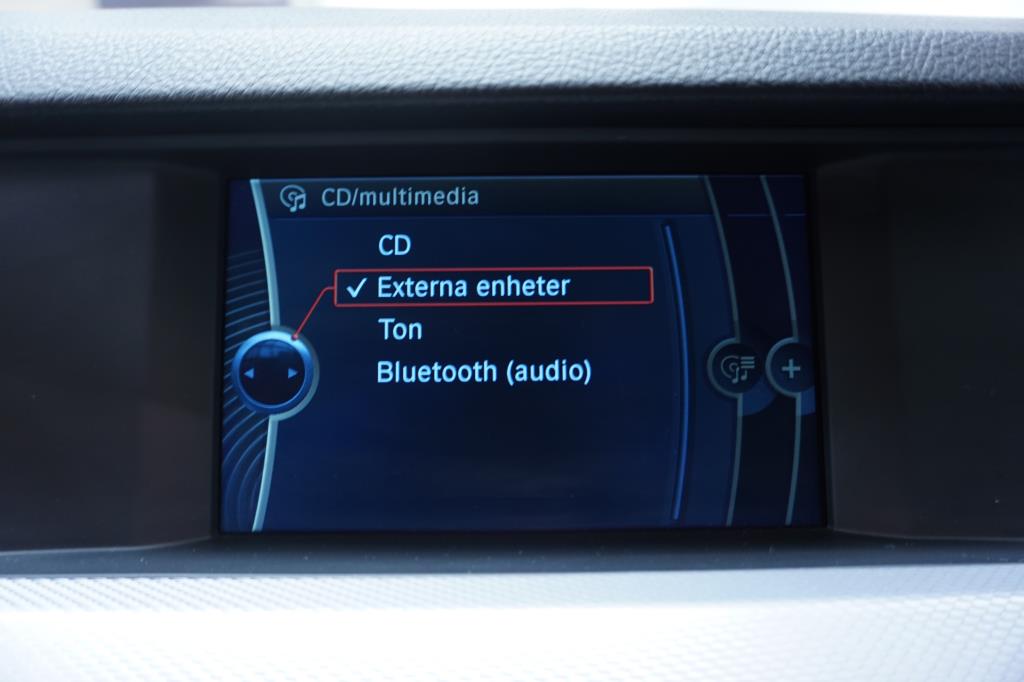 CD/multimedia
CD
✓ Externa enheter
Ton
Bluetooth (audio)